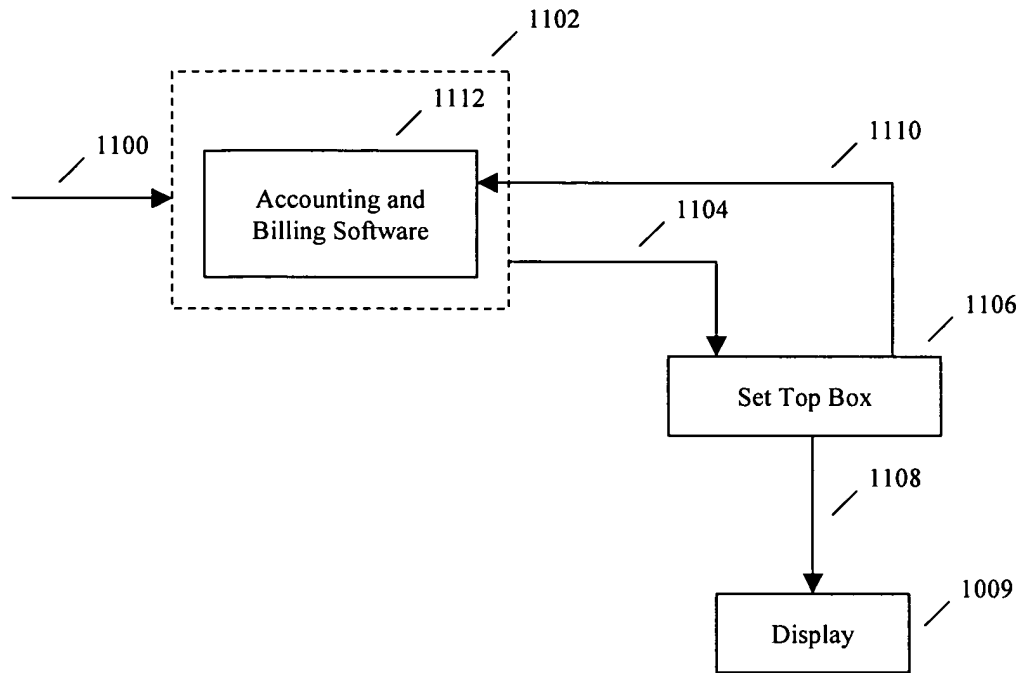 1102
1112
1100
1110
Accounting and
Billing Software
1104
1106
Set Top Box
1108
1009
Display